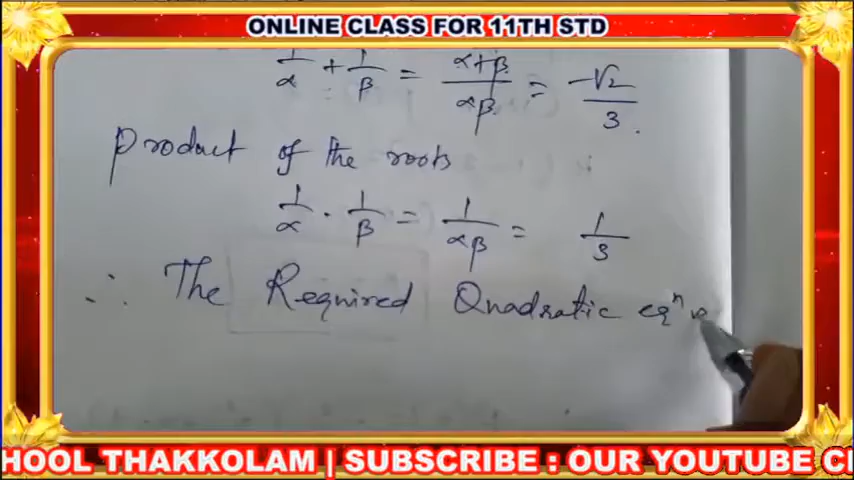 ONLINE CLASS FOR 11TH STD
1/α + 1/β = α+β/αβ = -√2/3.
Product of the roots
1/α · 1/β = 1/αβ = 1/3
∴ The Required Quadratic eqⁿ
HOOL THAKKOLAM | SUBSCRIBE : OUR YOUTUBE C